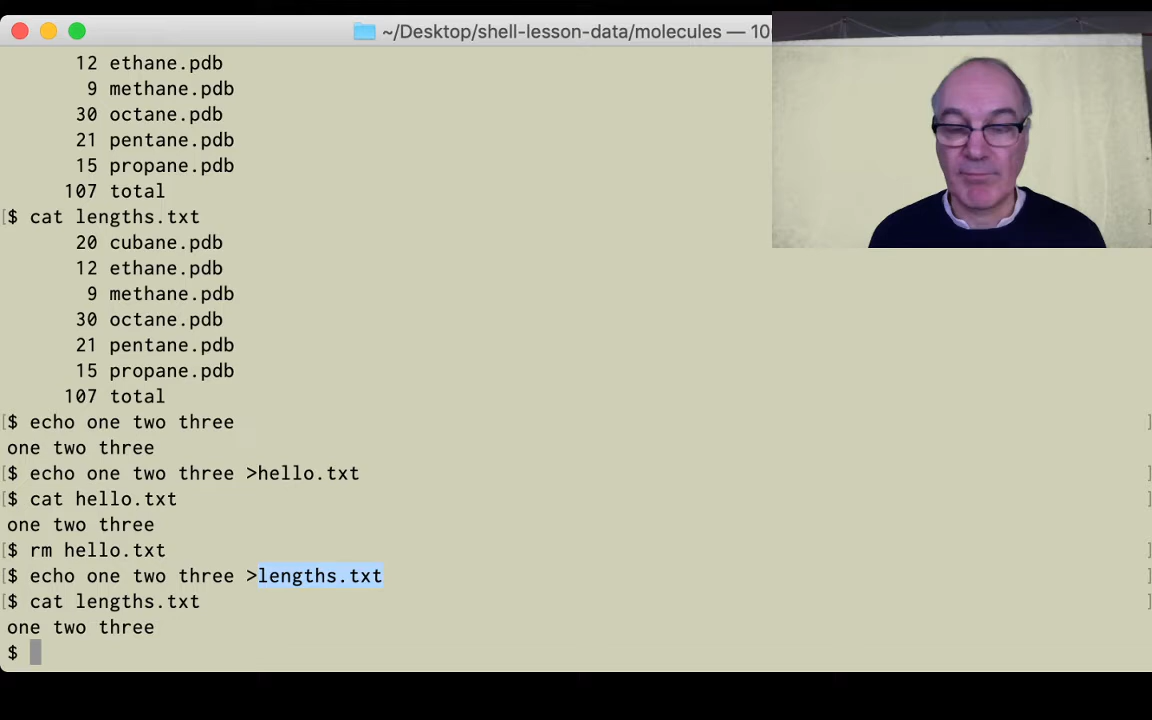 ~/Desktop/shell-lesson-data/molecules — 10
12 ethane.pdb
9 methane.pdb
30 octane.pdb
21 pentane.pdb
15 propane.pdb
107 total
[$ cat lengths.txt ]
20 cubane.pdb
12 ethane.pdb
9 methane.pdb
30 octane.pdb
21 pentane.pdb
15 propane.pdb
107 total
[$ echo one two three ]
one two three
[$ echo one two three >hello.txt ]
[$ cat hello.txt ]
one two three
[$ rm hello.txt ]
[$ echo one two three >lengths.txt ]
[$ cat lengths.txt ]
one two three
$